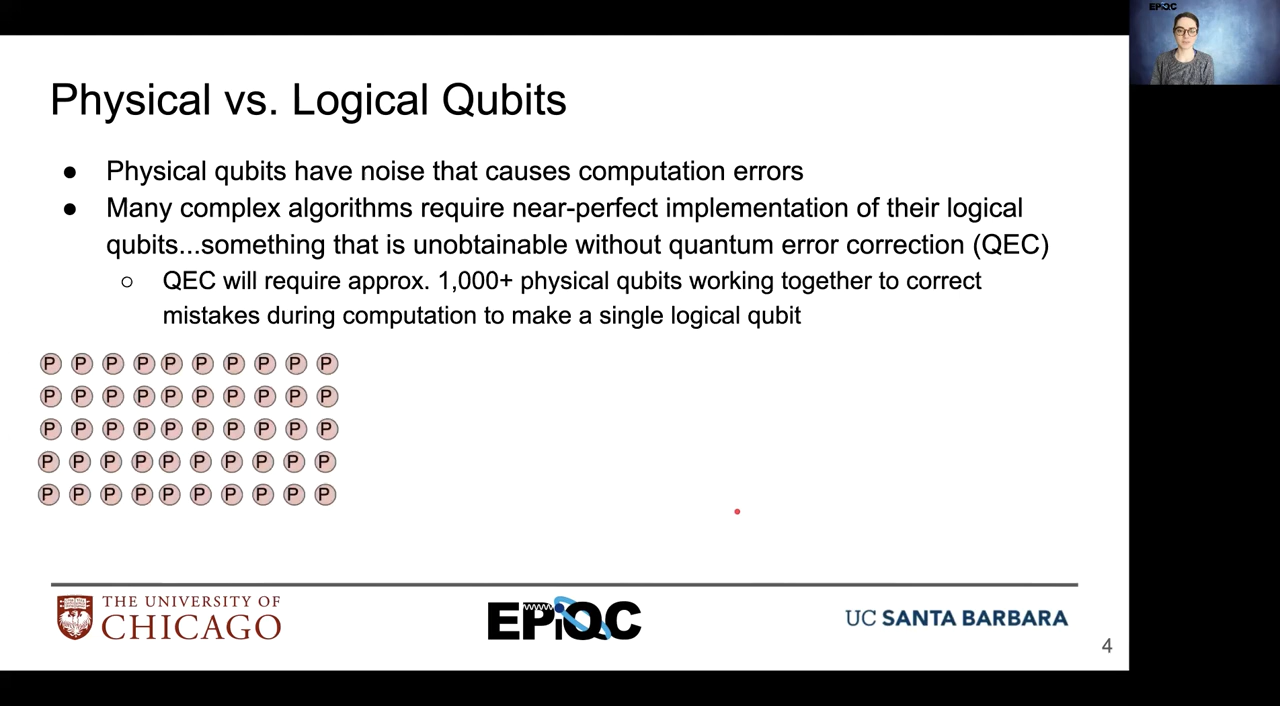 EPiQC
Physical vs. Logical Qubits
● Physical qubits have noise that causes computation errors
● Many complex algorithms require near-perfect implementation of their logical
qubits...something that is unobtainable without quantum error correction (QEC)
○ QEC will require approx. 1,000+ physical qubits working together to correct
mistakes during computation to make a single logical qubit
P P P P P P P P P P
P P P P P P P P P P
P P P P P P P P P P
P P P P P P P P P P
P P P P P P P P P P
THE UNIVERSITY OF
CHICAGO
EPiQC
UC SANTA BARBARA
4